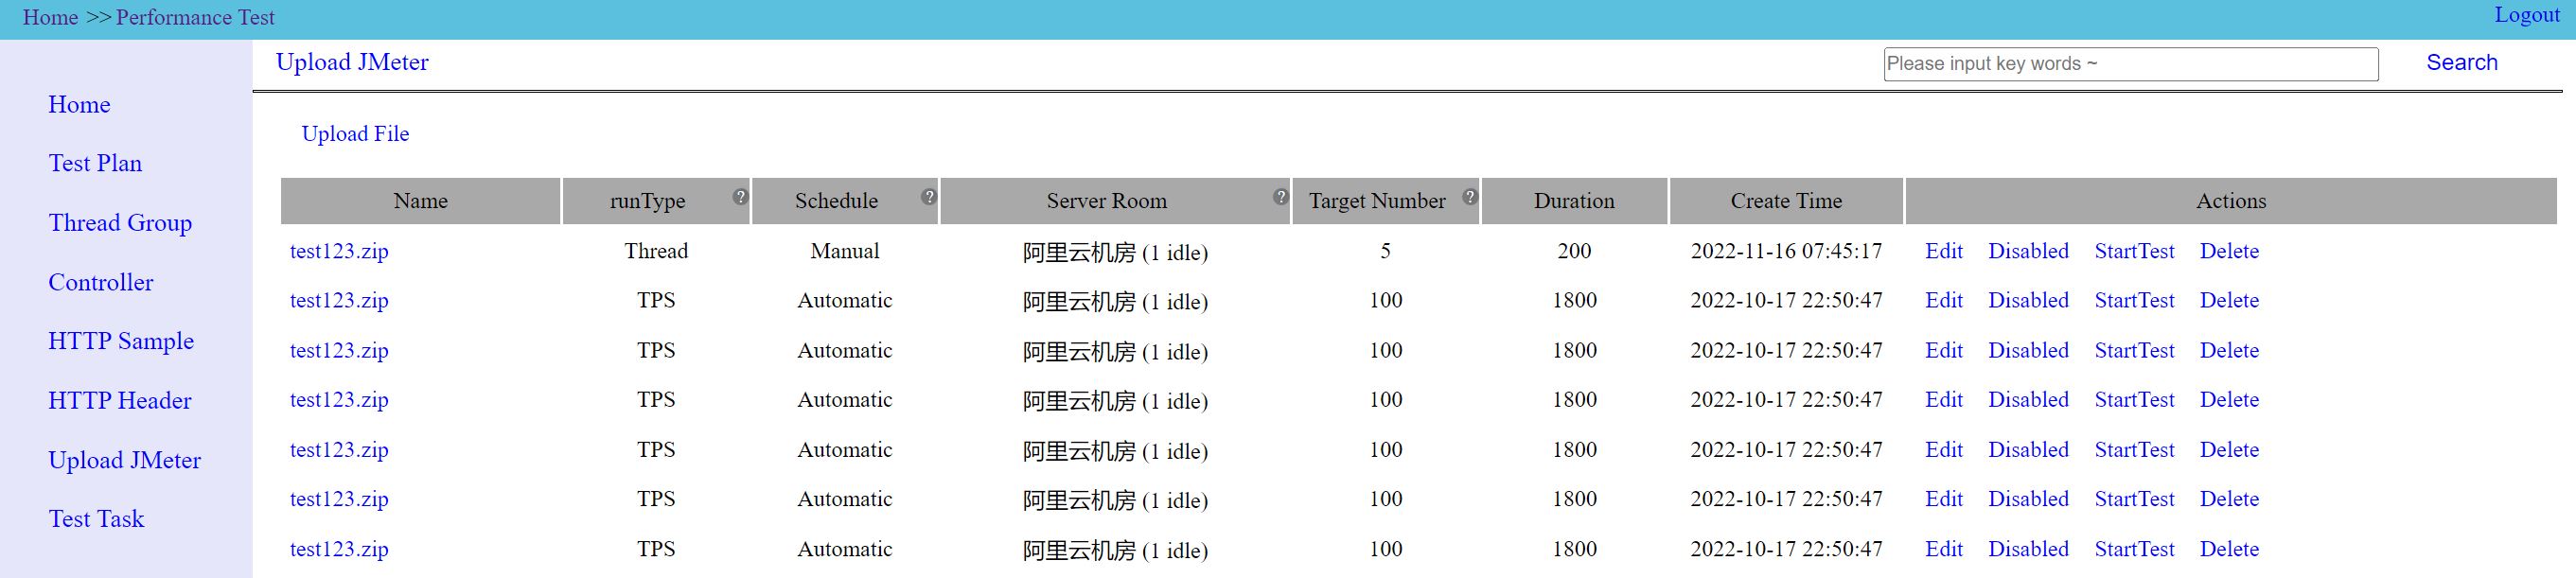 Home >> Performance Test Logout
Upload JMeter Please input key words ~ Search
Home
Upload File
Test Plan
Name runType ? Schedule ? Server Room ? Target Number ? Duration Create Time Actions
Thread Group
test123.zip Thread Manual 阿里云机房 (1 idle) 5 200 2022-11-16 07:45:17 Edit Disabled StartTest Delete
Controller
test123.zip TPS Automatic 阿里云机房 (1 idle) 100 1800 2022-10-17 22:50:47 Edit Disabled StartTest Delete
HTTP Sample
test123.zip TPS Automatic 阿里云机房 (1 idle) 100 1800 2022-10-17 22:50:47 Edit Disabled StartTest Delete
HTTP Header
test123.zip TPS Automatic 阿里云机房 (1 idle) 100 1800 2022-10-17 22:50:47 Edit Disabled StartTest Delete
Upload JMeter
test123.zip TPS Automatic 阿里云机房 (1 idle) 100 1800 2022-10-17 22:50:47 Edit Disabled StartTest Delete
test123.zip TPS Automatic 阿里云机房 (1 idle) 100 1800 2022-10-17 22:50:47 Edit Disabled StartTest Delete
Test Task
test123.zip TPS Automatic 阿里云机房 (1 idle) 100 1800 2022-10-17 22:50:47 Edit Disabled StartTest Delete